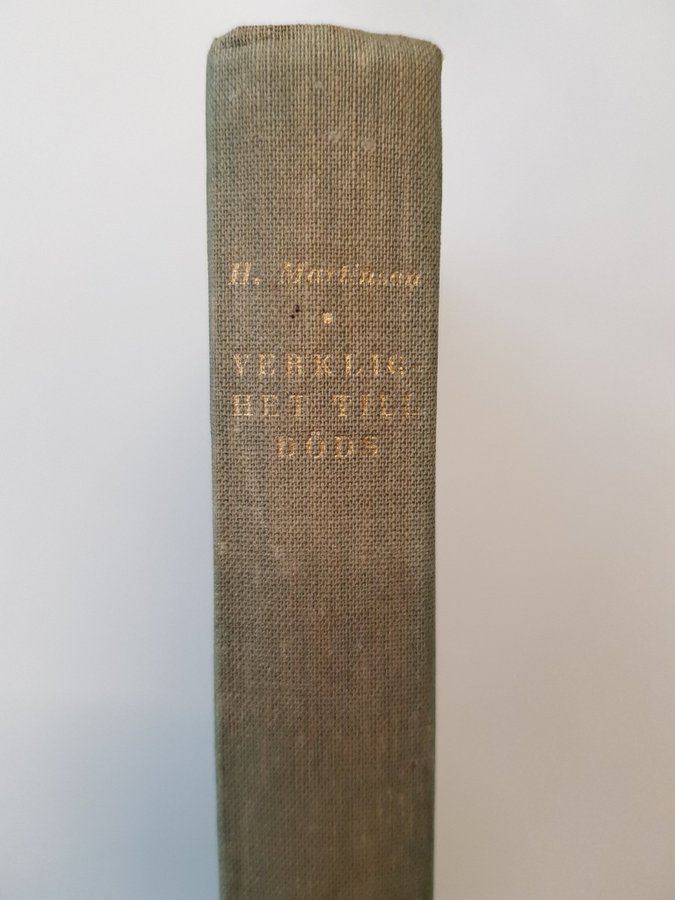 H. Martinson
VERKLIG-
HET TILL
DÖDS